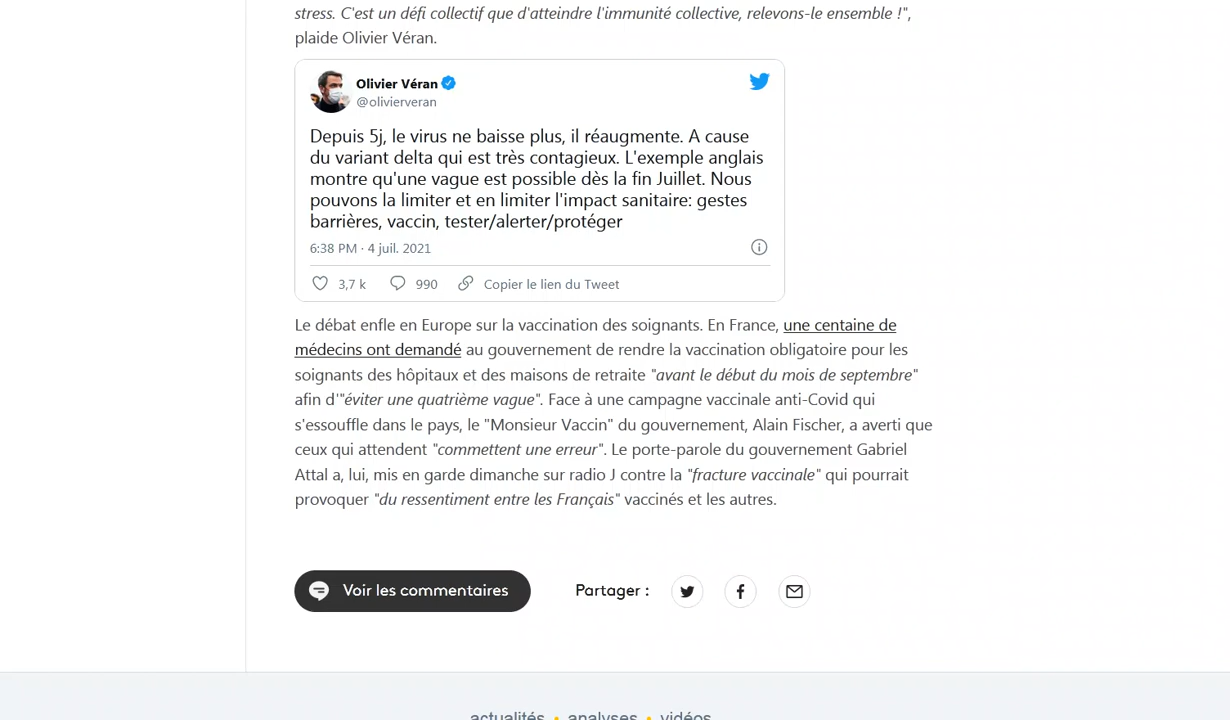 stress. C'est un défi collectif que d'atteindre l'immunité collective, relevons-le ensemble !",
plaide Olivier Véran.
Olivier Véran
@olivierveran
Depuis 5j, le virus ne baisse plus, il réaugmente. A cause
du variant delta qui est très contagieux. L'exemple anglais
montre qu'une vague est possible dès la fin Juillet. Nous
pouvons la limiter et en limiter l'impact sanitaire: gestes
barrières, vaccin, tester/alerter/protéger
6:38 PM · 4 juil. 2021
3,7 k 990 Copier le lien du Tweet
Le débat enfle en Europe sur la vaccination des soignants. En France, une centaine de
médecins ont demandé au gouvernement de rendre la vaccination obligatoire pour les
soignants des hôpitaux et des maisons de retraite "avant le début du mois de septembre"
afin d'"éviter une quatrième vague". Face à une campagne vaccinale anti-Covid qui
s'essouffle dans le pays, le "Monsieur Vaccin" du gouvernement, Alain Fischer, a averti que
ceux qui attendent "commettent une erreur". Le porte-parole du gouvernement Gabriel
Attal a, lui, mis en garde dimanche sur radio J contre la "fracture vaccinale" qui pourrait
provoquer "du ressentiment entre les Français" vaccinés et les autres.
Voir les commentaires Partager :
actualités • analyses • vidéos